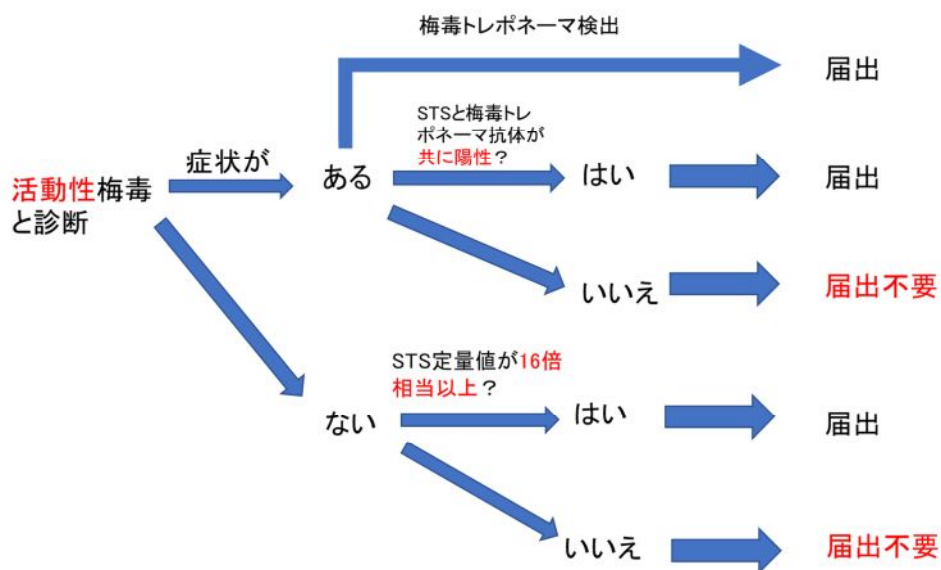 梅毒トレポネーマ検出
届出
STSと梅毒トレ
ポネーマ抗体が
共に陽性？
症状が
ある
はい
届出
活動性梅毒
と診断
いいえ
届出不要
STS定量値が16倍
相当以上？
ない
はい
届出
いいえ
届出不要